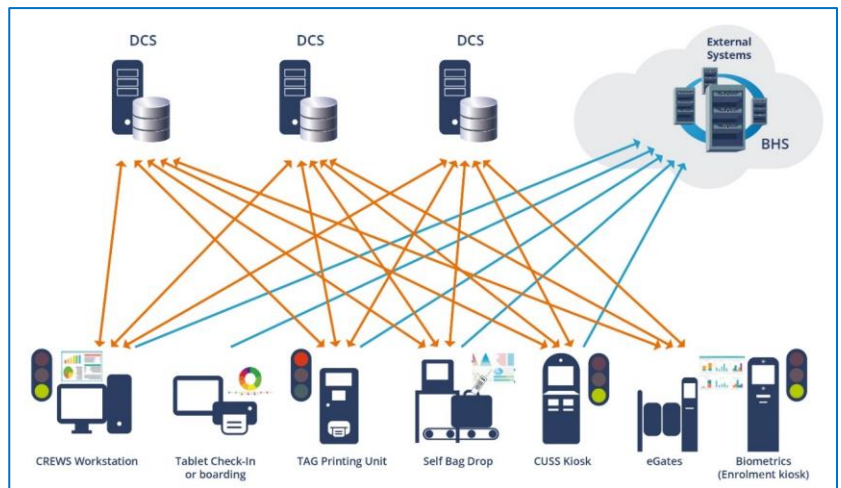 DCS
DCS
DCS
External
Systems
BHS
CREWS Workstation
Tablet Check-In
or boarding
TAG Printing Unit
Self Bag Drop
CUSS Kiosk
eGates
Biometrics
(Enrolment kiosk)